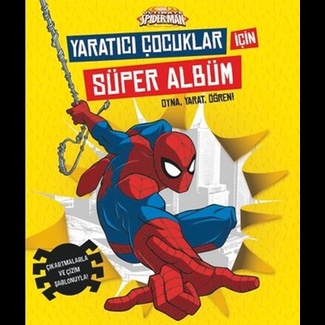 SPIDER-MAN
YARATICI ÇOCUKLAR İÇİN
SÜPER ALBÜM
OYNA, YARAT, ÖĞREN!
ÇIKARTMALARLA
VE ÇİZİM
ŞABLONUYLA!